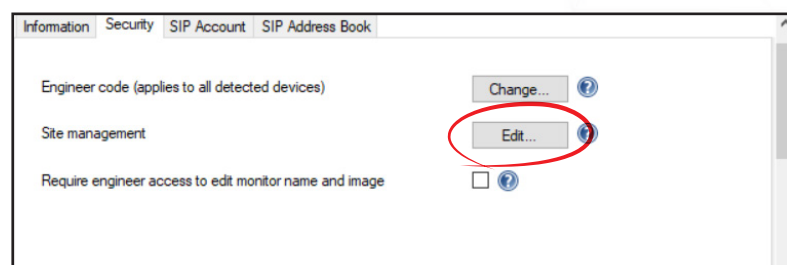 Information Security SIP Account SIP Address Book
Engineer code (applies to all detected devices) Change... ?
Site management Edit... ?
Require engineer access to edit monitor name and image ?